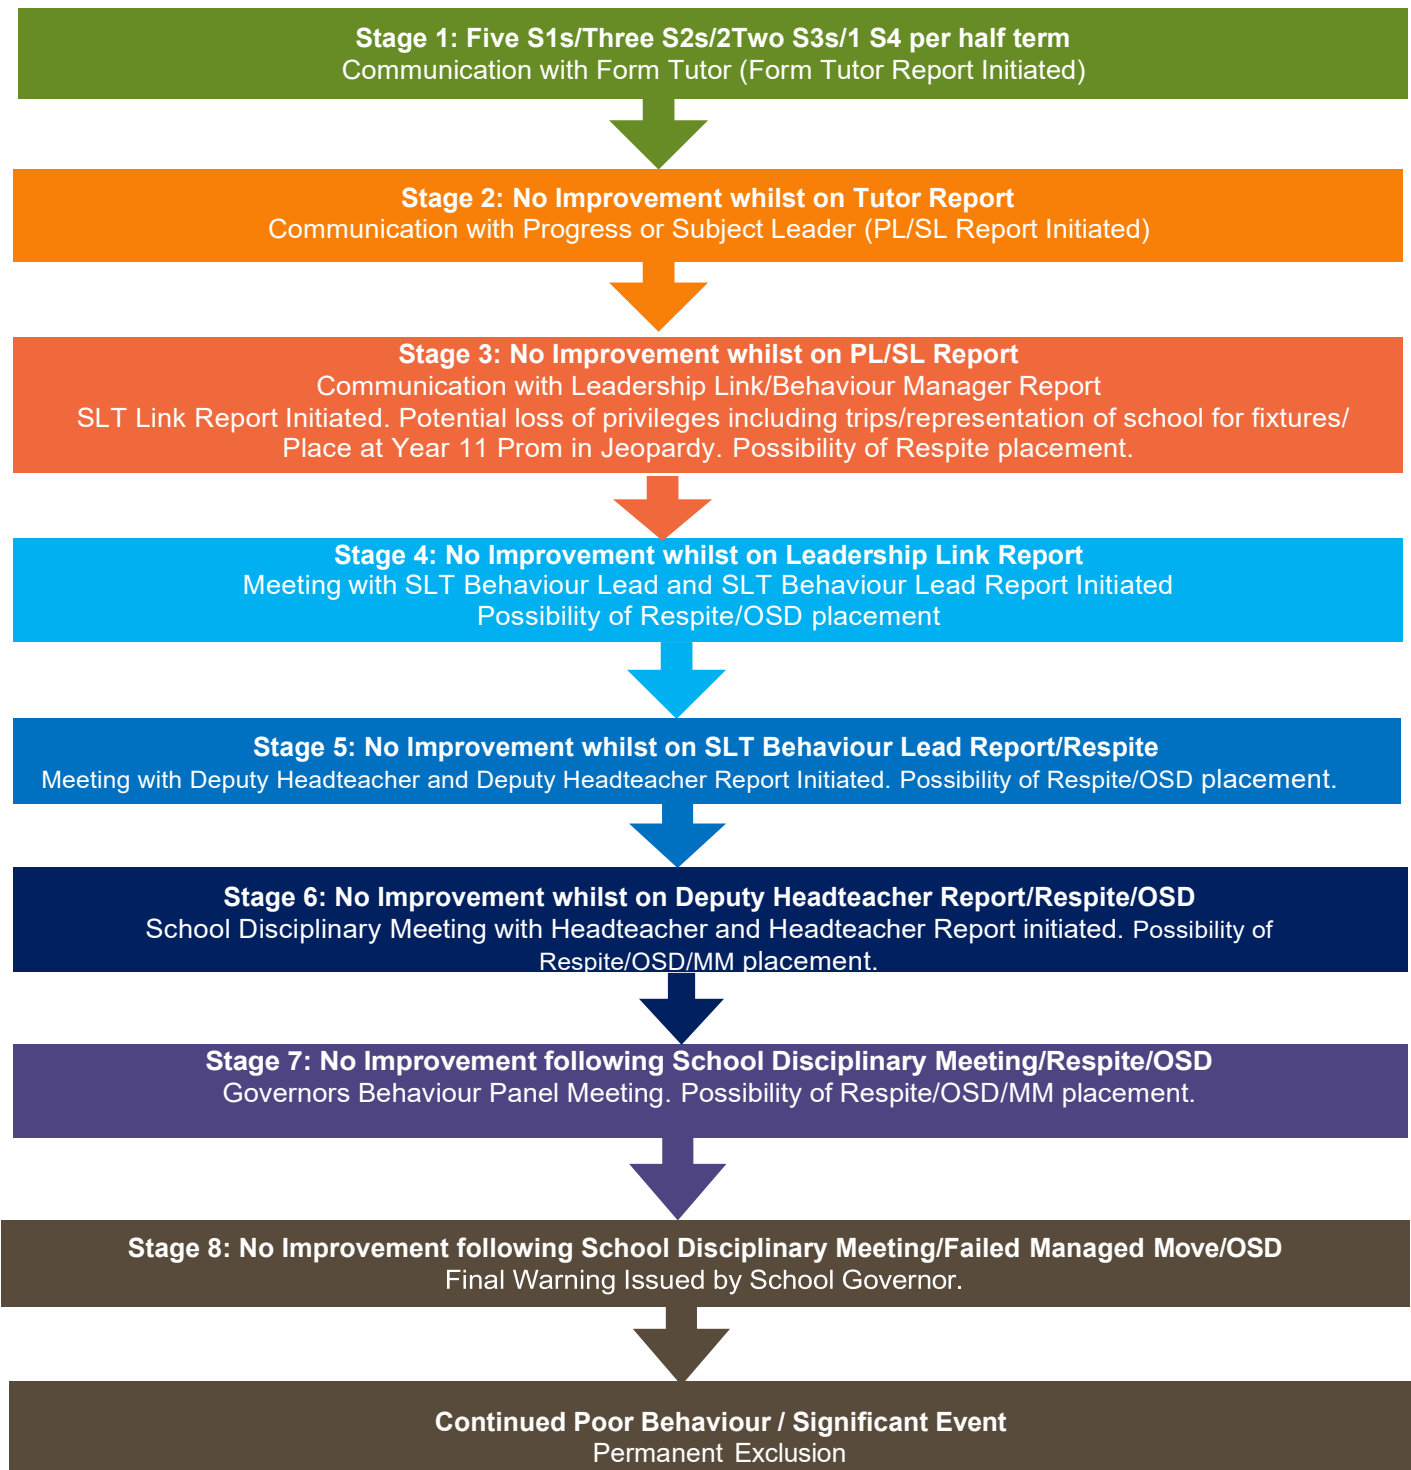 Stage 1: Five S1s/Three S2s/2Two S3s/1 S4 per half term
Communication with Form Tutor (Form Tutor Report Initiated)
Stage 2: No Improvement whilst on Tutor Report
Communication with Progress or Subject Leader (PL/SL Report Initiated)
Stage 3: No Improvement whilst on PL/SL Report
Communication with Leadership Link/Behaviour Manager Report
SLT Link Report Initiated. Potential loss of privileges including trips/representation of school for fixtures/
Place at Year 11 Prom in Jeopardy. Possibility of Respite placement.
Stage 4: No Improvement whilst on Leadership Link Report
Meeting with SLT Behaviour Lead and SLT Behaviour Lead Report Initiated
Possibility of Respite/OSD placement
Stage 5: No Improvement whilst on SLT Behaviour Lead Report/Respite
Meeting with Deputy Headteacher and Deputy Headteacher Report Initiated. Possibility of Respite/OSD placement.
Stage 6: No Improvement whilst on Deputy Headteacher Report/Respite/OSD
School Disciplinary Meeting with Headteacher and Headteacher Report initiated. Possibility of
Respite/OSD/MM placement.
Stage 7: No Improvement following School Disciplinary Meeting/Respite/OSD
Governors Behaviour Panel Meeting. Possibility of Respite/OSD/MM placement.
Stage 8: No Improvement following School Disciplinary Meeting/Failed Managed Move/OSD
Final Warning Issued by School Governor.
Continued Poor Behaviour / Significant Event
Permanent Exclusion